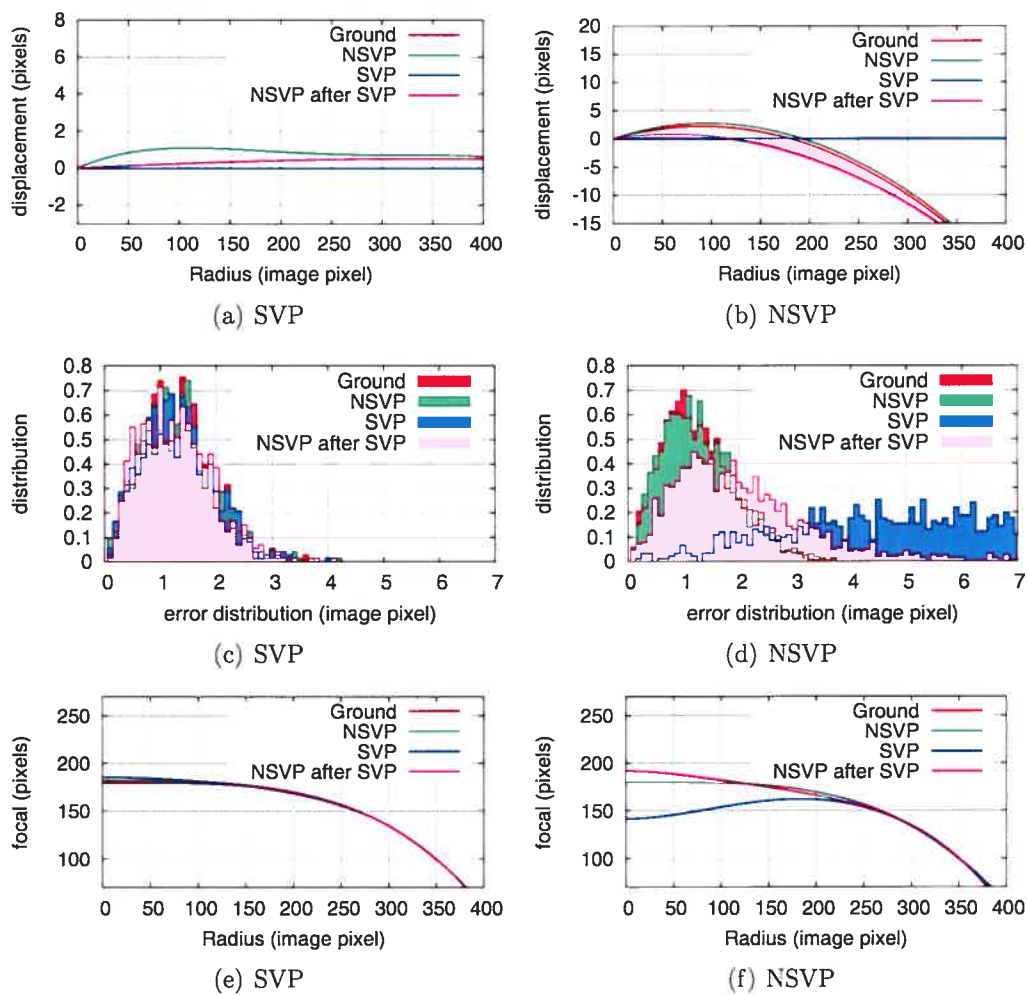 displacement (pixels)
8
6
4
2
0
-2
Ground
NSVP
SVP
NSVP after SVP
0 50 100 150 200 250 300 350 400
Radius (image pixel)
(a) SVP
displacement (pixels)
20
15
10
5
0
-5
-10
-15
Ground
NSVP
SVP
NSVP after SVP
0 50 100 150 200 250 300 350 400
Radius (image pixel)
(b) NSVP
distribution
0.8
0.7
0.6
0.5
0.4
0.3
0.2
0.1
0
Ground
NSVP
SVP
NSVP after SVP
0 1 2 3 4 5 6 7
error distribution (image pixel)
(c) SVP
distribution
0.8
0.7
0.6
0.5
0.4
0.3
0.2
0.1
0
Ground
NSVP
SVP
NSVP after SVP
0 1 2 3 4 5 6 7
error distribution (image pixel)
(d) NSVP
focal (pixels)
250
200
150
100
Ground
NSVP
SVP
NSVP after SVP
0 50 100 150 200 250 300 350 400
Radius (image pixel)
(e) SVP
focal (pixels)
250
200
150
100
Ground
NSVP
SVP
NSVP after SVP
0 50 100 150 200 250 300 350 400
Radius (image pixel)
(f) NSVP